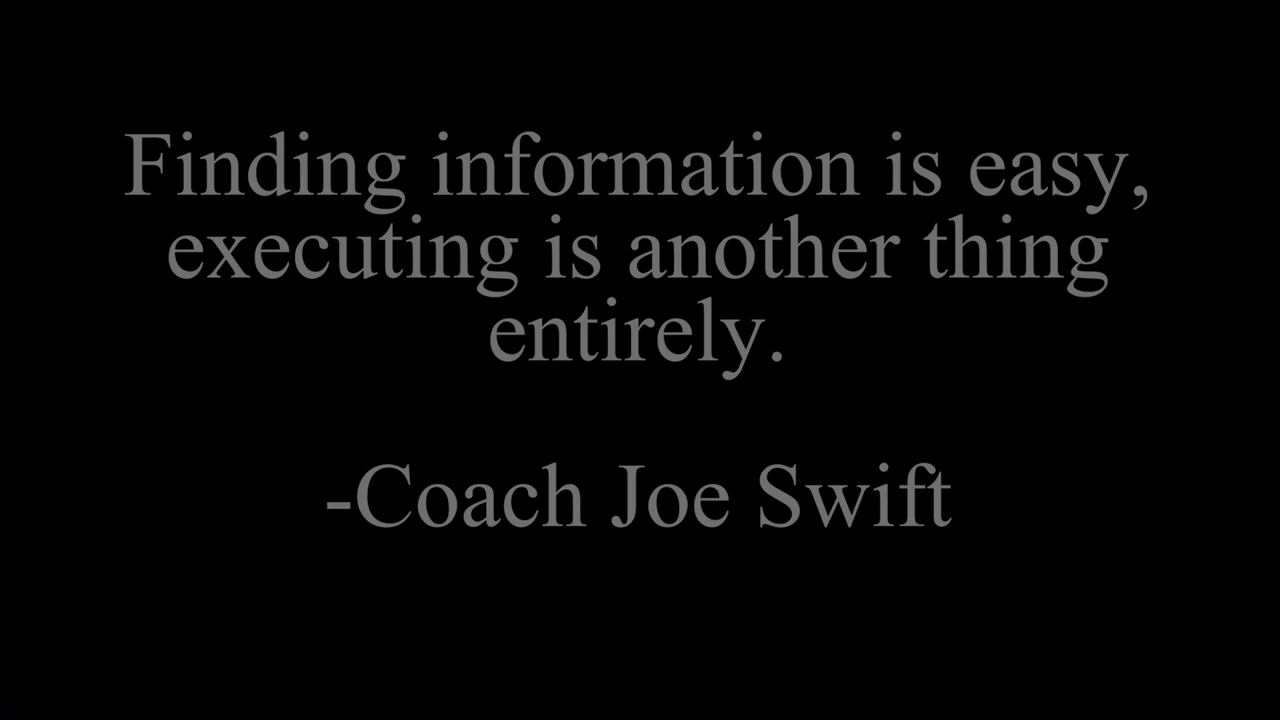 Finding information is easy,
executing is another thing
entirely.
-Coach Joe Swift